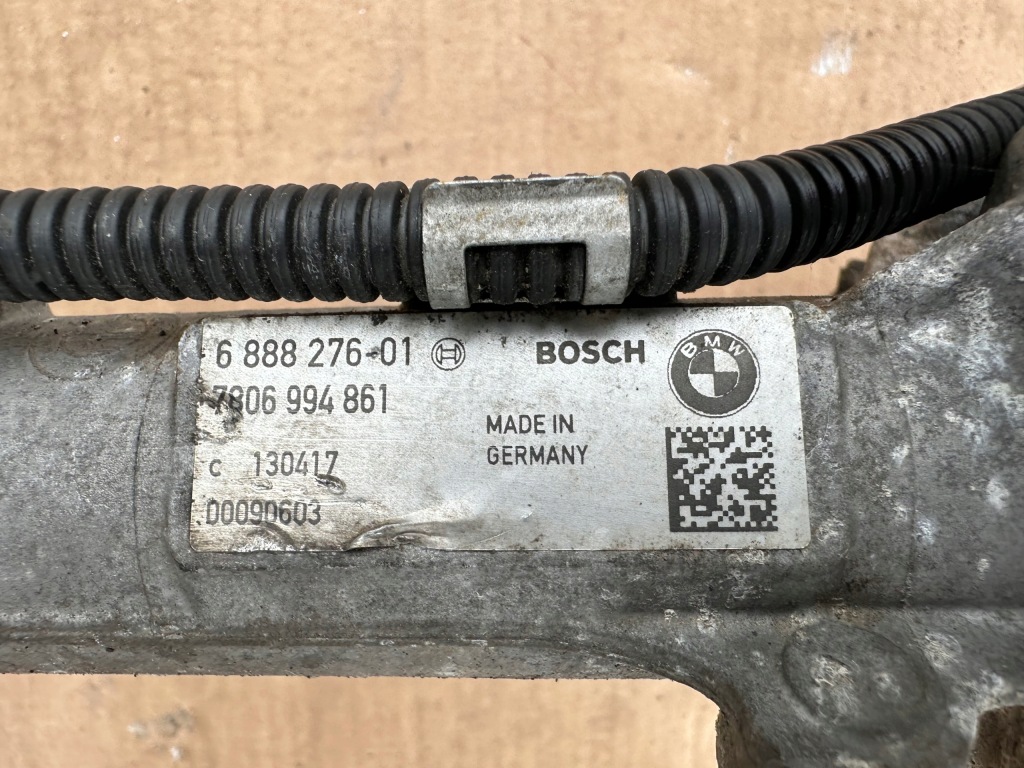 6 888 276-01 BOSCH BMW
7806 994 861
MADE IN
GERMANY
C 130417
00090603